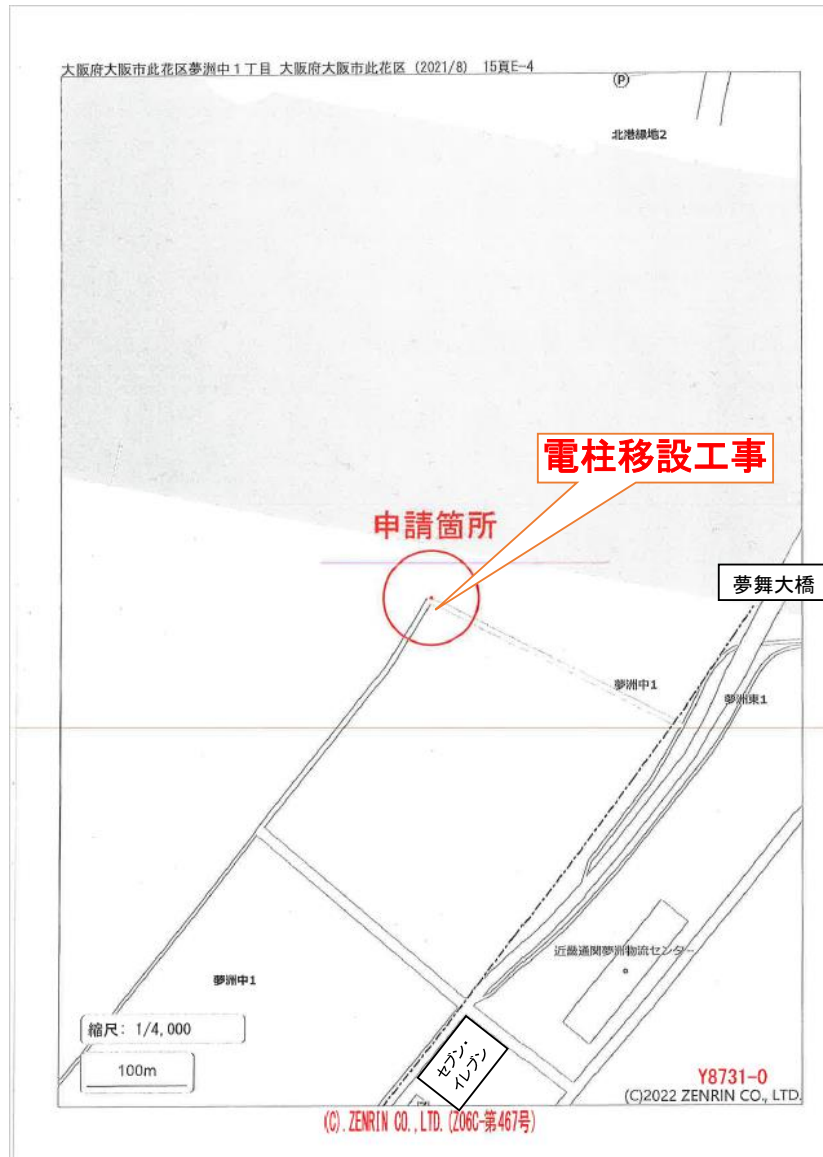 大阪府大阪市此花区夢洲中1丁目 大阪府大阪市此花区 (2021/8) 15頁E-4
P
北港緑地2
電柱移設工事
申請箇所
夢舞大橋
夢洲中1
夢洲東1
近畿通関夢洲物流センター
夢洲中1
縮尺: 1/4,000
100m
セブン・
イレブン
Y8731-0
(C)2022 ZENRIN CO., LTD.
(C). ZENRIN CO., LTD. (Z06C-第467号)